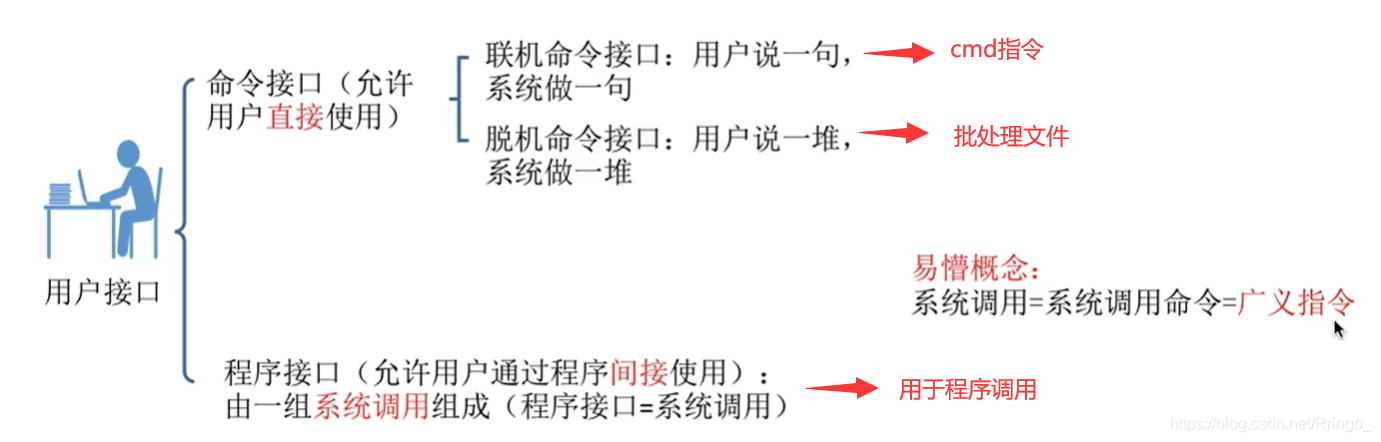 联机命令接口：用户说一句，
系统做一句
cmd指令
命令接口（允许
用户直接使用）
脱机命令接口：用户说一堆，
系统做一堆
批处理文件
用户接口
易懵概念：
系统调用=系统调用命令=广义指令
程序接口（允许用户通过程序间接使用）：
由一组系统调用组成（程序接口=系统调用）
用于程序调用
https://blog.csdn.net/Rringo_